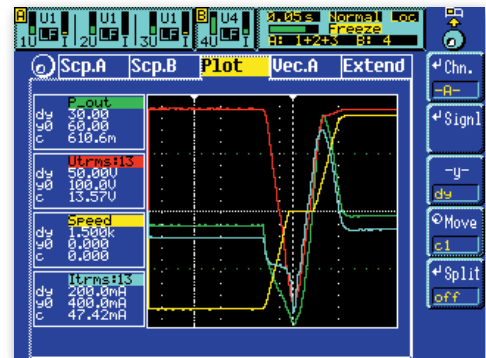 A U1 U1 U1 B U4 0.05s Normal Loc
1U LF I 2U LF I 3U LF I 4U LF I Freeze
A: 1+2+3 B: 4
Scp.A Scp.B Plot Vec.A Extend
Chn.
-A-
Signl
-y-
dy
Move
c1
Split
off
P_out
dy 30.00
y0 60.00
c 610.6m
Utrms:13
dy 50.00V
y0 100.0V
c 13.57V
Speed
dy 1.500k
y0 0.000
c 0.000
Itrms:13
dy 200.0mA
y0 400.0mA
c 47.42mA